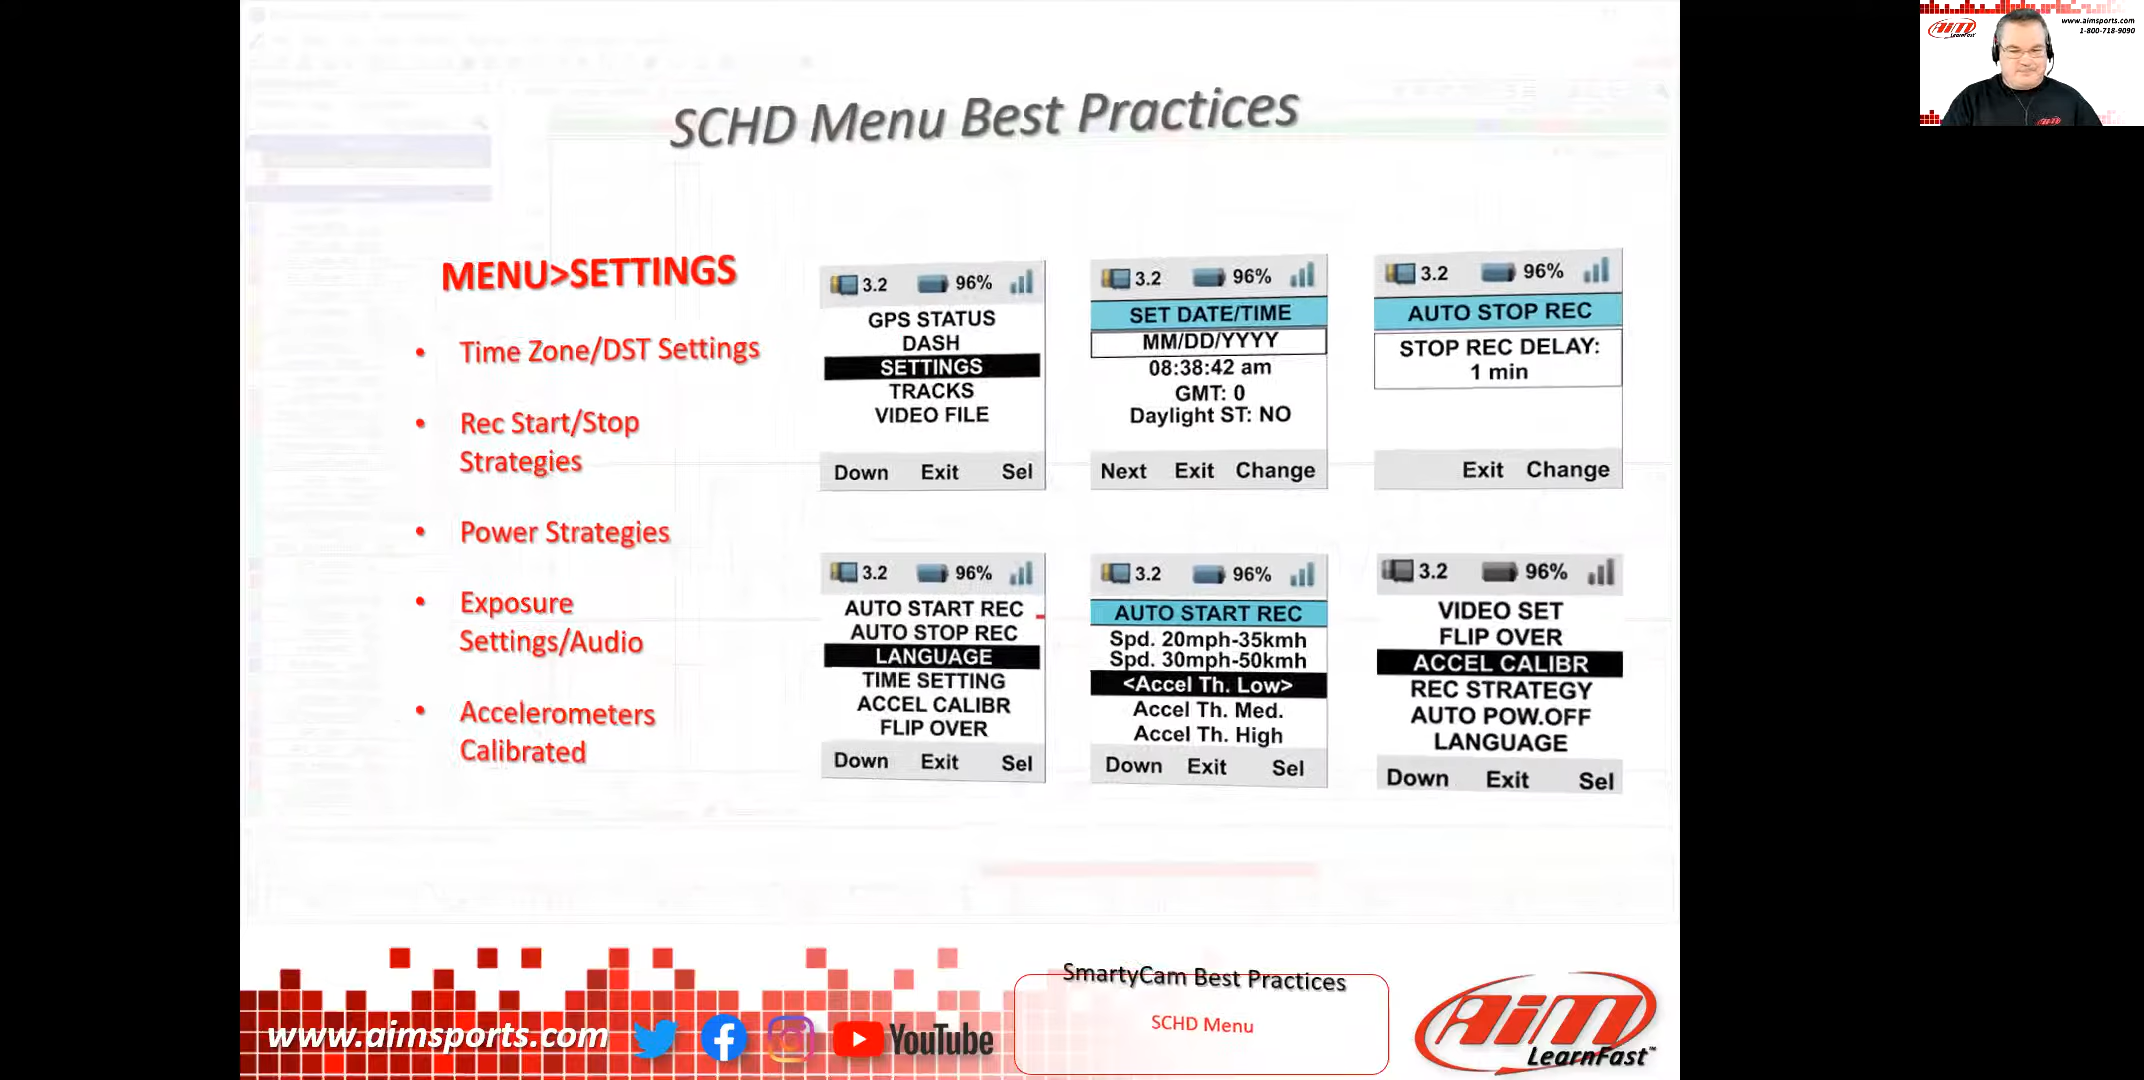 SCHD Menu Best Practices
MENU>SETTINGS
• Time Zone/DST Settings
• Rec Start/Stop
Strategies
• Power Strategies
• Exposure
Settings/Audio
• Accelerometers
Calibrated
3.2 96%
GPS STATUS
DASH
SETTINGS
TRACKS
VIDEO FILE
Down Exit Sel
3.2 96%
SET DATE/TIME
MM/DD/YYYY
08:38:42 am
GMT: 0
Daylight ST: NO
Next Exit Change
3.2 96%
AUTO STOP REC
STOP REC DELAY:
1 min
Exit Change
3.2 96%
AUTO START REC
AUTO STOP REC
LANGUAGE
TIME SETTING
ACCEL CALIBR
FLIP OVER
Down Exit Sel
3.2 96%
AUTO START REC
Spd. 20mph-35kmh
Spd. 30mph-50kmh
<Accel Th. Low>
Accel Th. Med.
Accel Th. High
Down Exit Sel
3.2 96%
VIDEO SET
FLIP OVER
ACCEL CALIBR
REC STRATEGY
AUTO POW.OFF
LANGUAGE
Down Exit Sel
www.aimsports.com
YouTube
SmartyCam Best Practices
SCHD Menu
AiM
LearnFast™
AiM
LearnFast
www.aimsports.com
1-800-718-9090